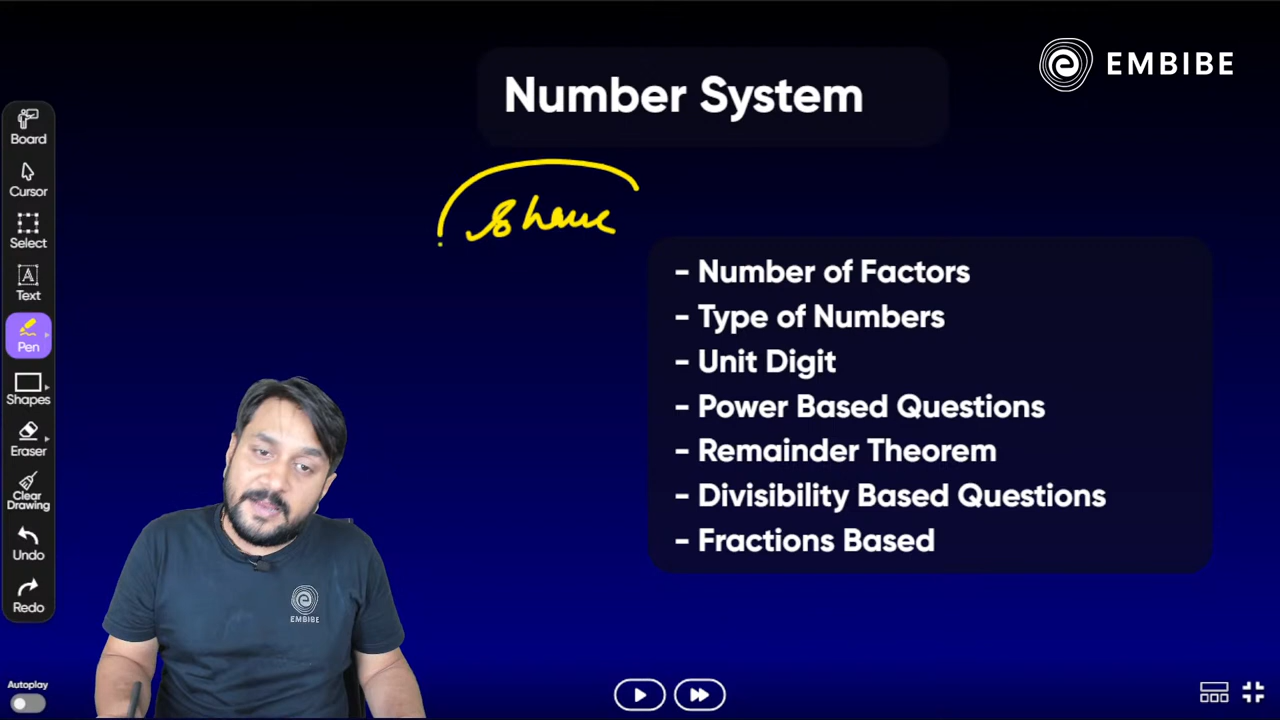 EMBIBE
Number System
Share
- Number of Factors
- Type of Numbers
- Unit Digit
- Power Based Questions
- Remainder Theorem
- Divisibility Based Questions
- Fractions Based
Board
Cursor
Select
Text
Pen
Shapes
Eraser
Clear
Drawing
Undo
Redo
Autoplay
EMBIBE